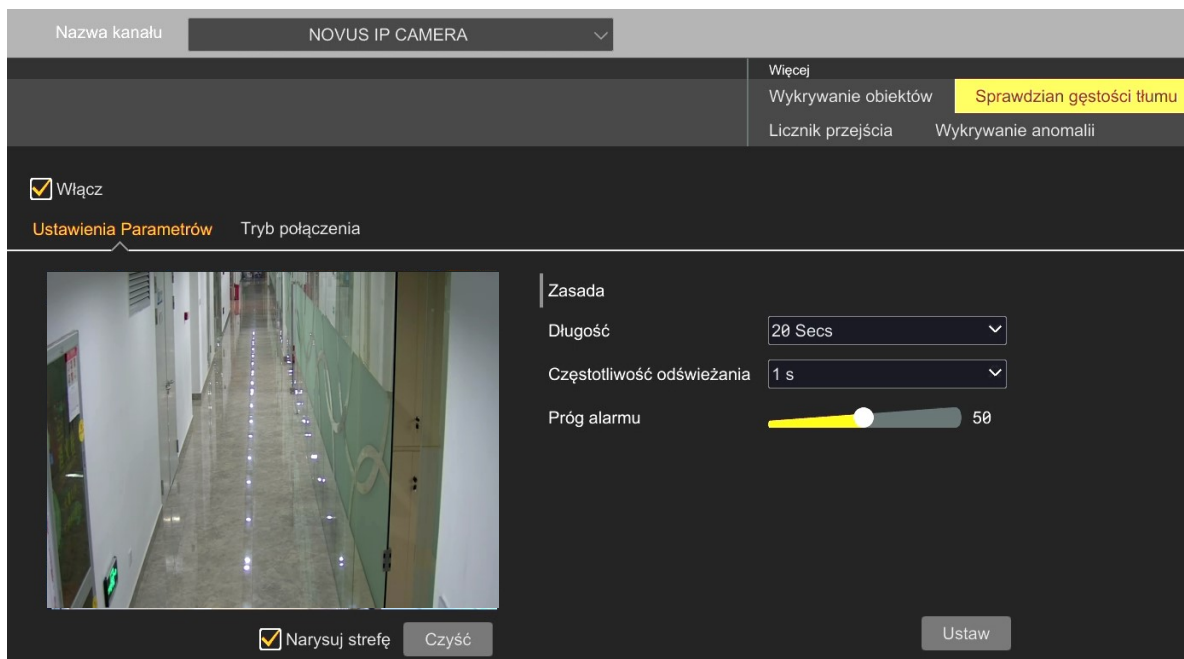 Nazwa kanału NOVUS IP CAMERA
Więcej
Wykrywanie obiektów Sprawdzian gęstości tłumu
Licznik przejścia Wykrywanie anomalii
Włącz
Ustawienia Parametrów Tryb połączenia
Zasada
Długość 20 Secs
Częstotliwość odświeżania 1 s
Próg alarmu 50
Narysuj strefę Czyść
Ustaw